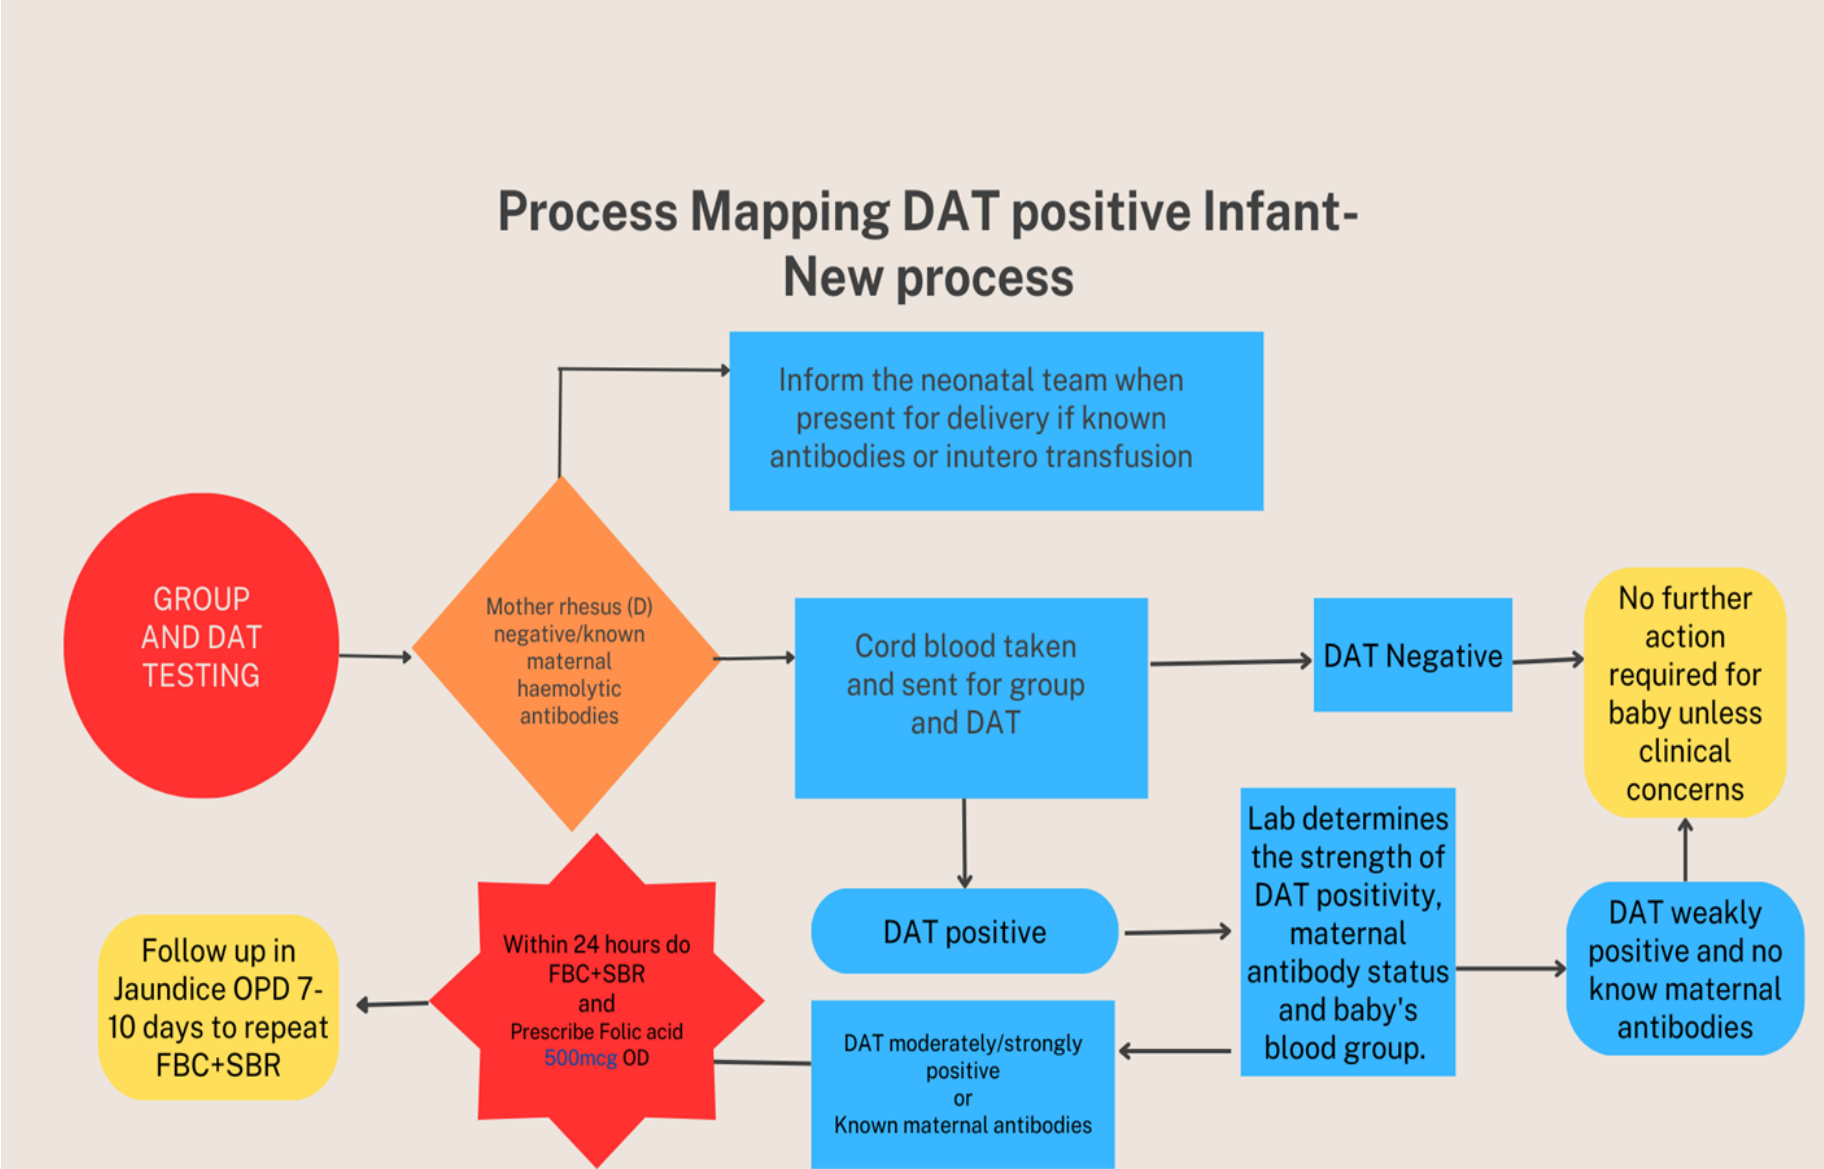 Process Mapping DAT positive Infant-
New process
Inform the neonatal team when
present for delivery if known
antibodies or inutero transfusion
GROUP
AND DAT
TESTING
Mother rhesus (D)
negative/known
maternal
haemolytic
antibodies
Cord blood taken
and sent for group
and DAT
DAT Negative
No further
action
required for
baby unless
clinical
concerns
DAT positive
Lab determines
the strength of
DAT positivity,
maternal
antibody status
and baby's
blood group.
DAT weakly
positive and no
know maternal
antibodies
DAT moderately/strongly
positive
or
Known maternal antibodies
Within 24 hours do
FBC+SBR
and
Prescribe Folic acid
500mcg OD
Follow up in
Jaundice OPD 7-
10 days to repeat
FBC+SBR